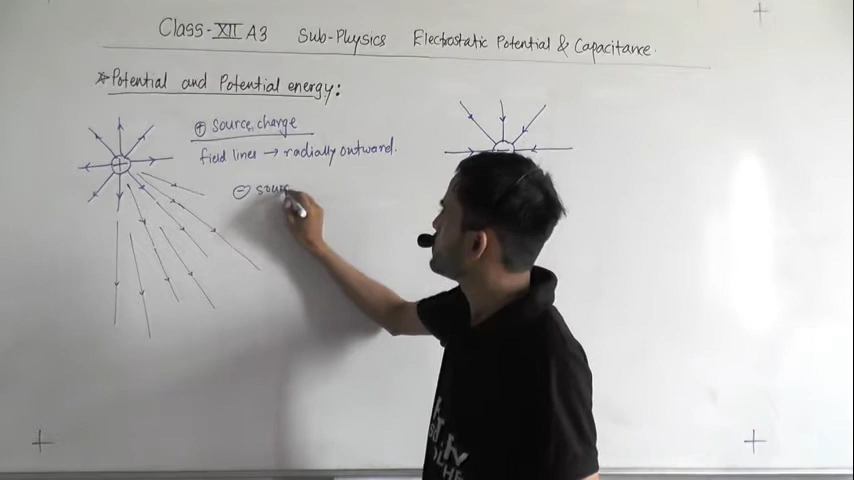 Class-XII A3 Sub-Physics Electrostatic Potential & Capacitance.
* Potential and Potential energy:
⊕ source charge
field lines → radially outward.
⊖ sour